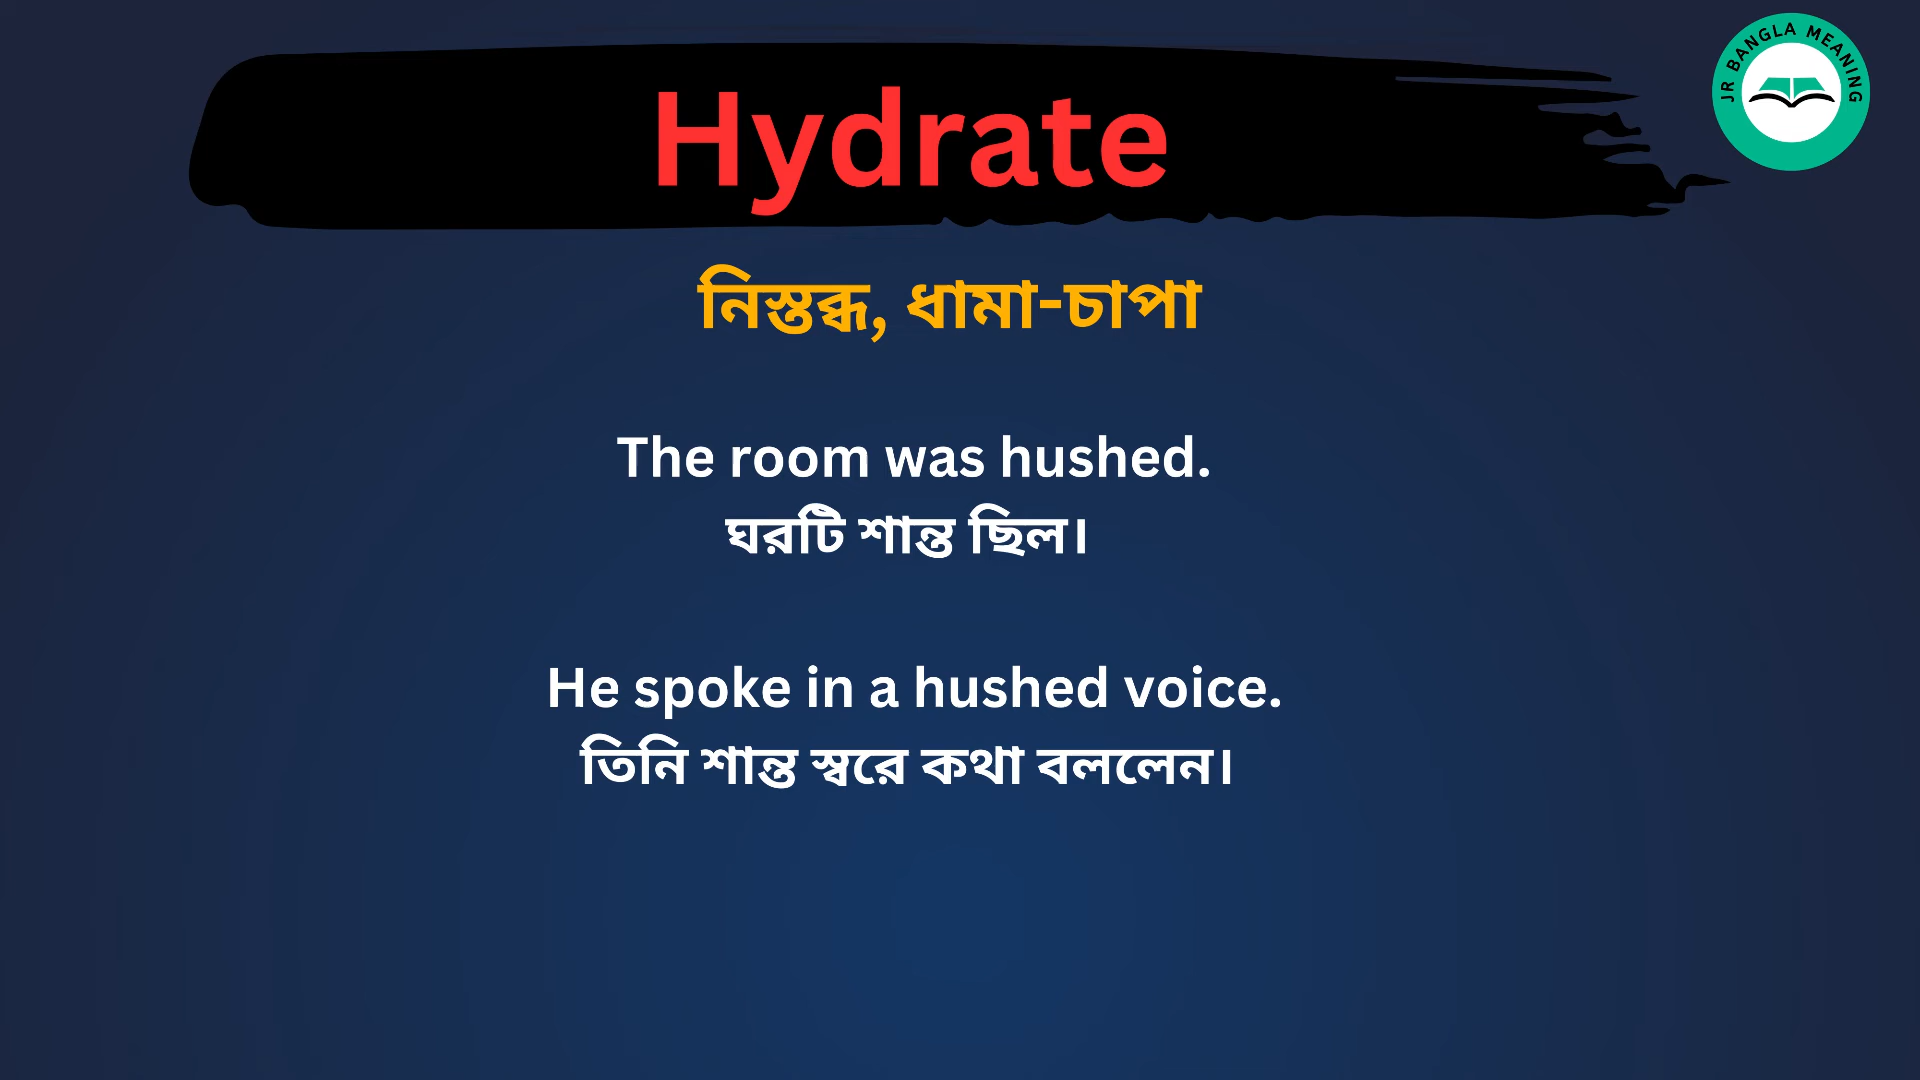 JR BANGLA MEANING
Hydrate
নিস্তব্ধ, ধামা-চাপা
The room was hushed.
ঘরটি শান্ত ছিল।
He spoke in a hushed voice.
তিনি শান্ত স্বরে কথা বললেন।